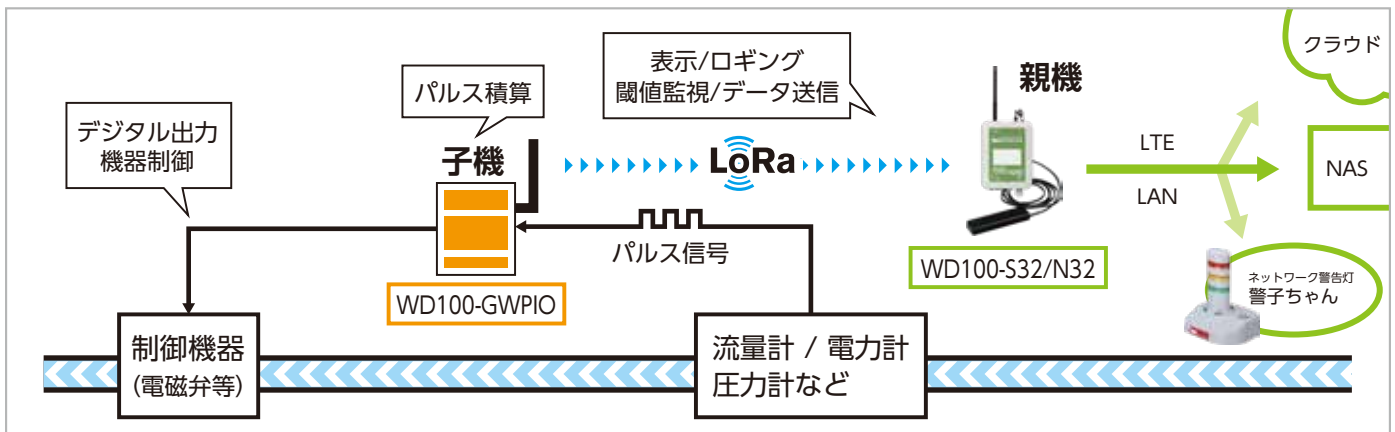 クラウド
表示/ロギング
閾値監視/データ送信
親機
パルス積算
デジタル出力
機器制御
子機
LoRa
LTE
LAN
NAS
パルス信号
WD100-S32/N32
ネットワーク警告灯
警子ちゃん
WD100-GWPIO
制御機器
(電磁弁等)
流量計 / 電力計
圧力計など